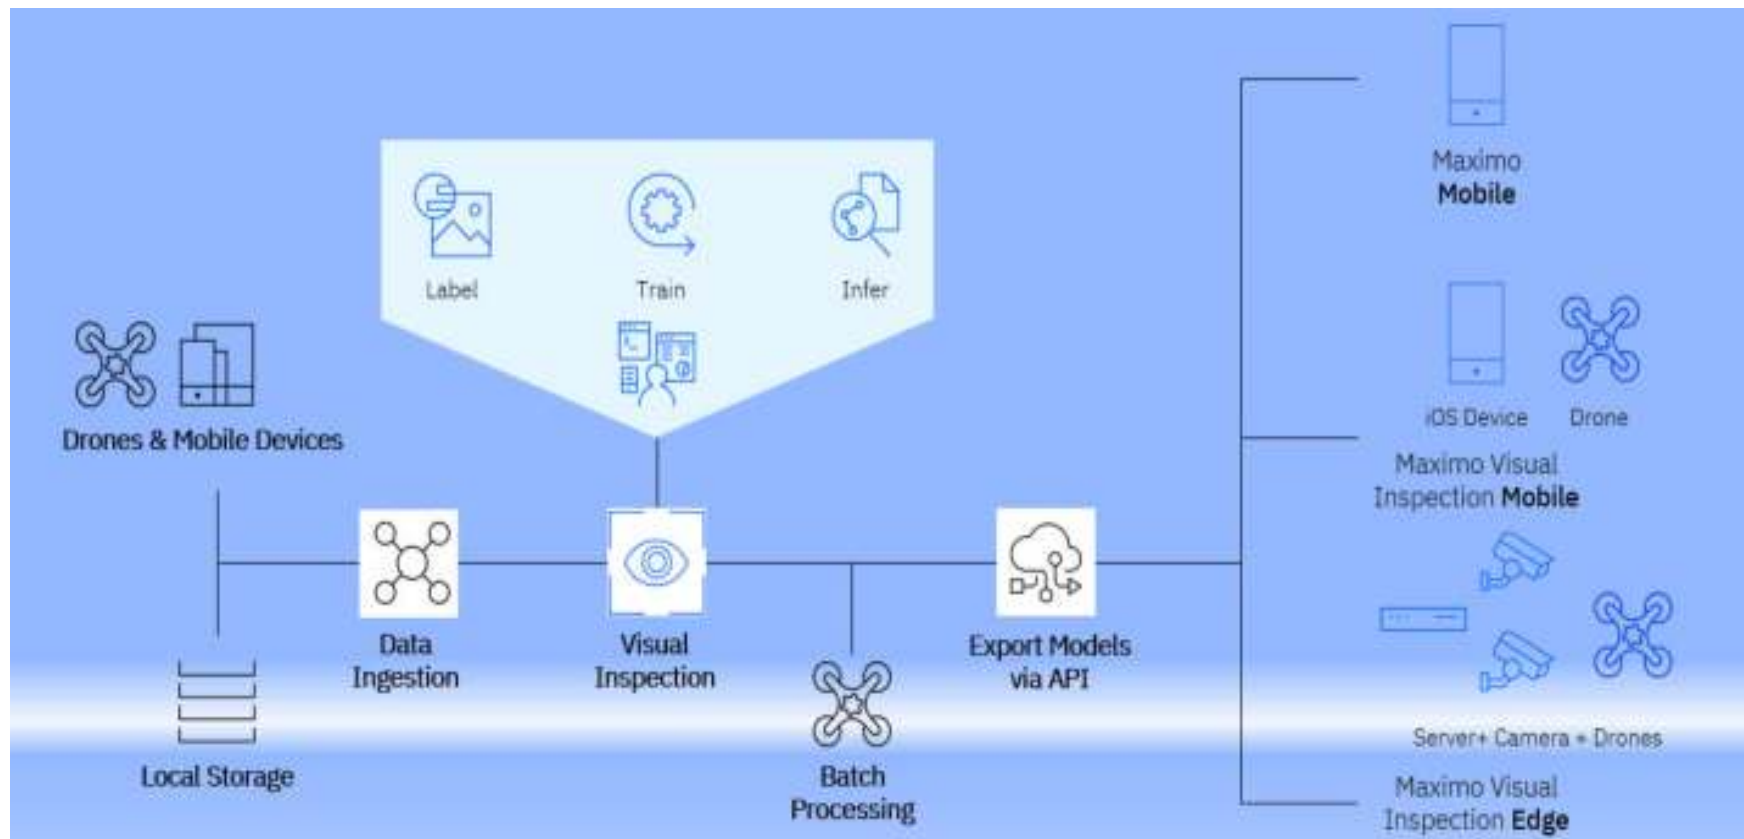 Maximo
Mobile
Label
Train
Infer
iOS Device
Drone
Drones & Mobile Devices
Maximo Visual
Inspection Mobile
Data
Ingestion
Visual
Inspection
Export Models
via API
Server+ Camera + Drones
Local Storage
Batch
Processing
Maximo Visual
Inspection Edge